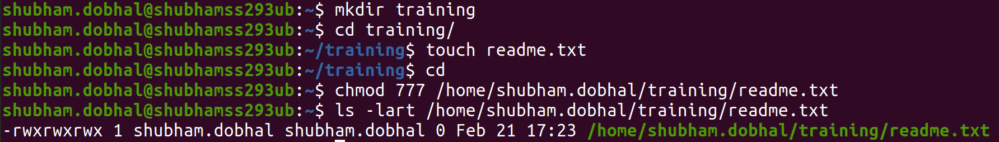 shubham.dobhal@shubhamss293ub:~$ mkdir training
shubham.dobhal@shubhamss293ub:~$ cd training/
shubham.dobhal@shubhamss293ub:~/training$ touch readme.txt
shubham.dobhal@shubhamss293ub:~/training$ cd
shubham.dobhal@shubhamss293ub:~$ chmod 777 /home/shubham.dobhal/training/readme.txt
shubham.dobhal@shubhamss293ub:~$ ls -lart /home/shubham.dobhal/training/readme.txt
-rwxrwxrwx 1 shubham.dobhal shubham.dobhal 0 Feb 21 17:23 /home/shubham.dobhal/training/readme.txt